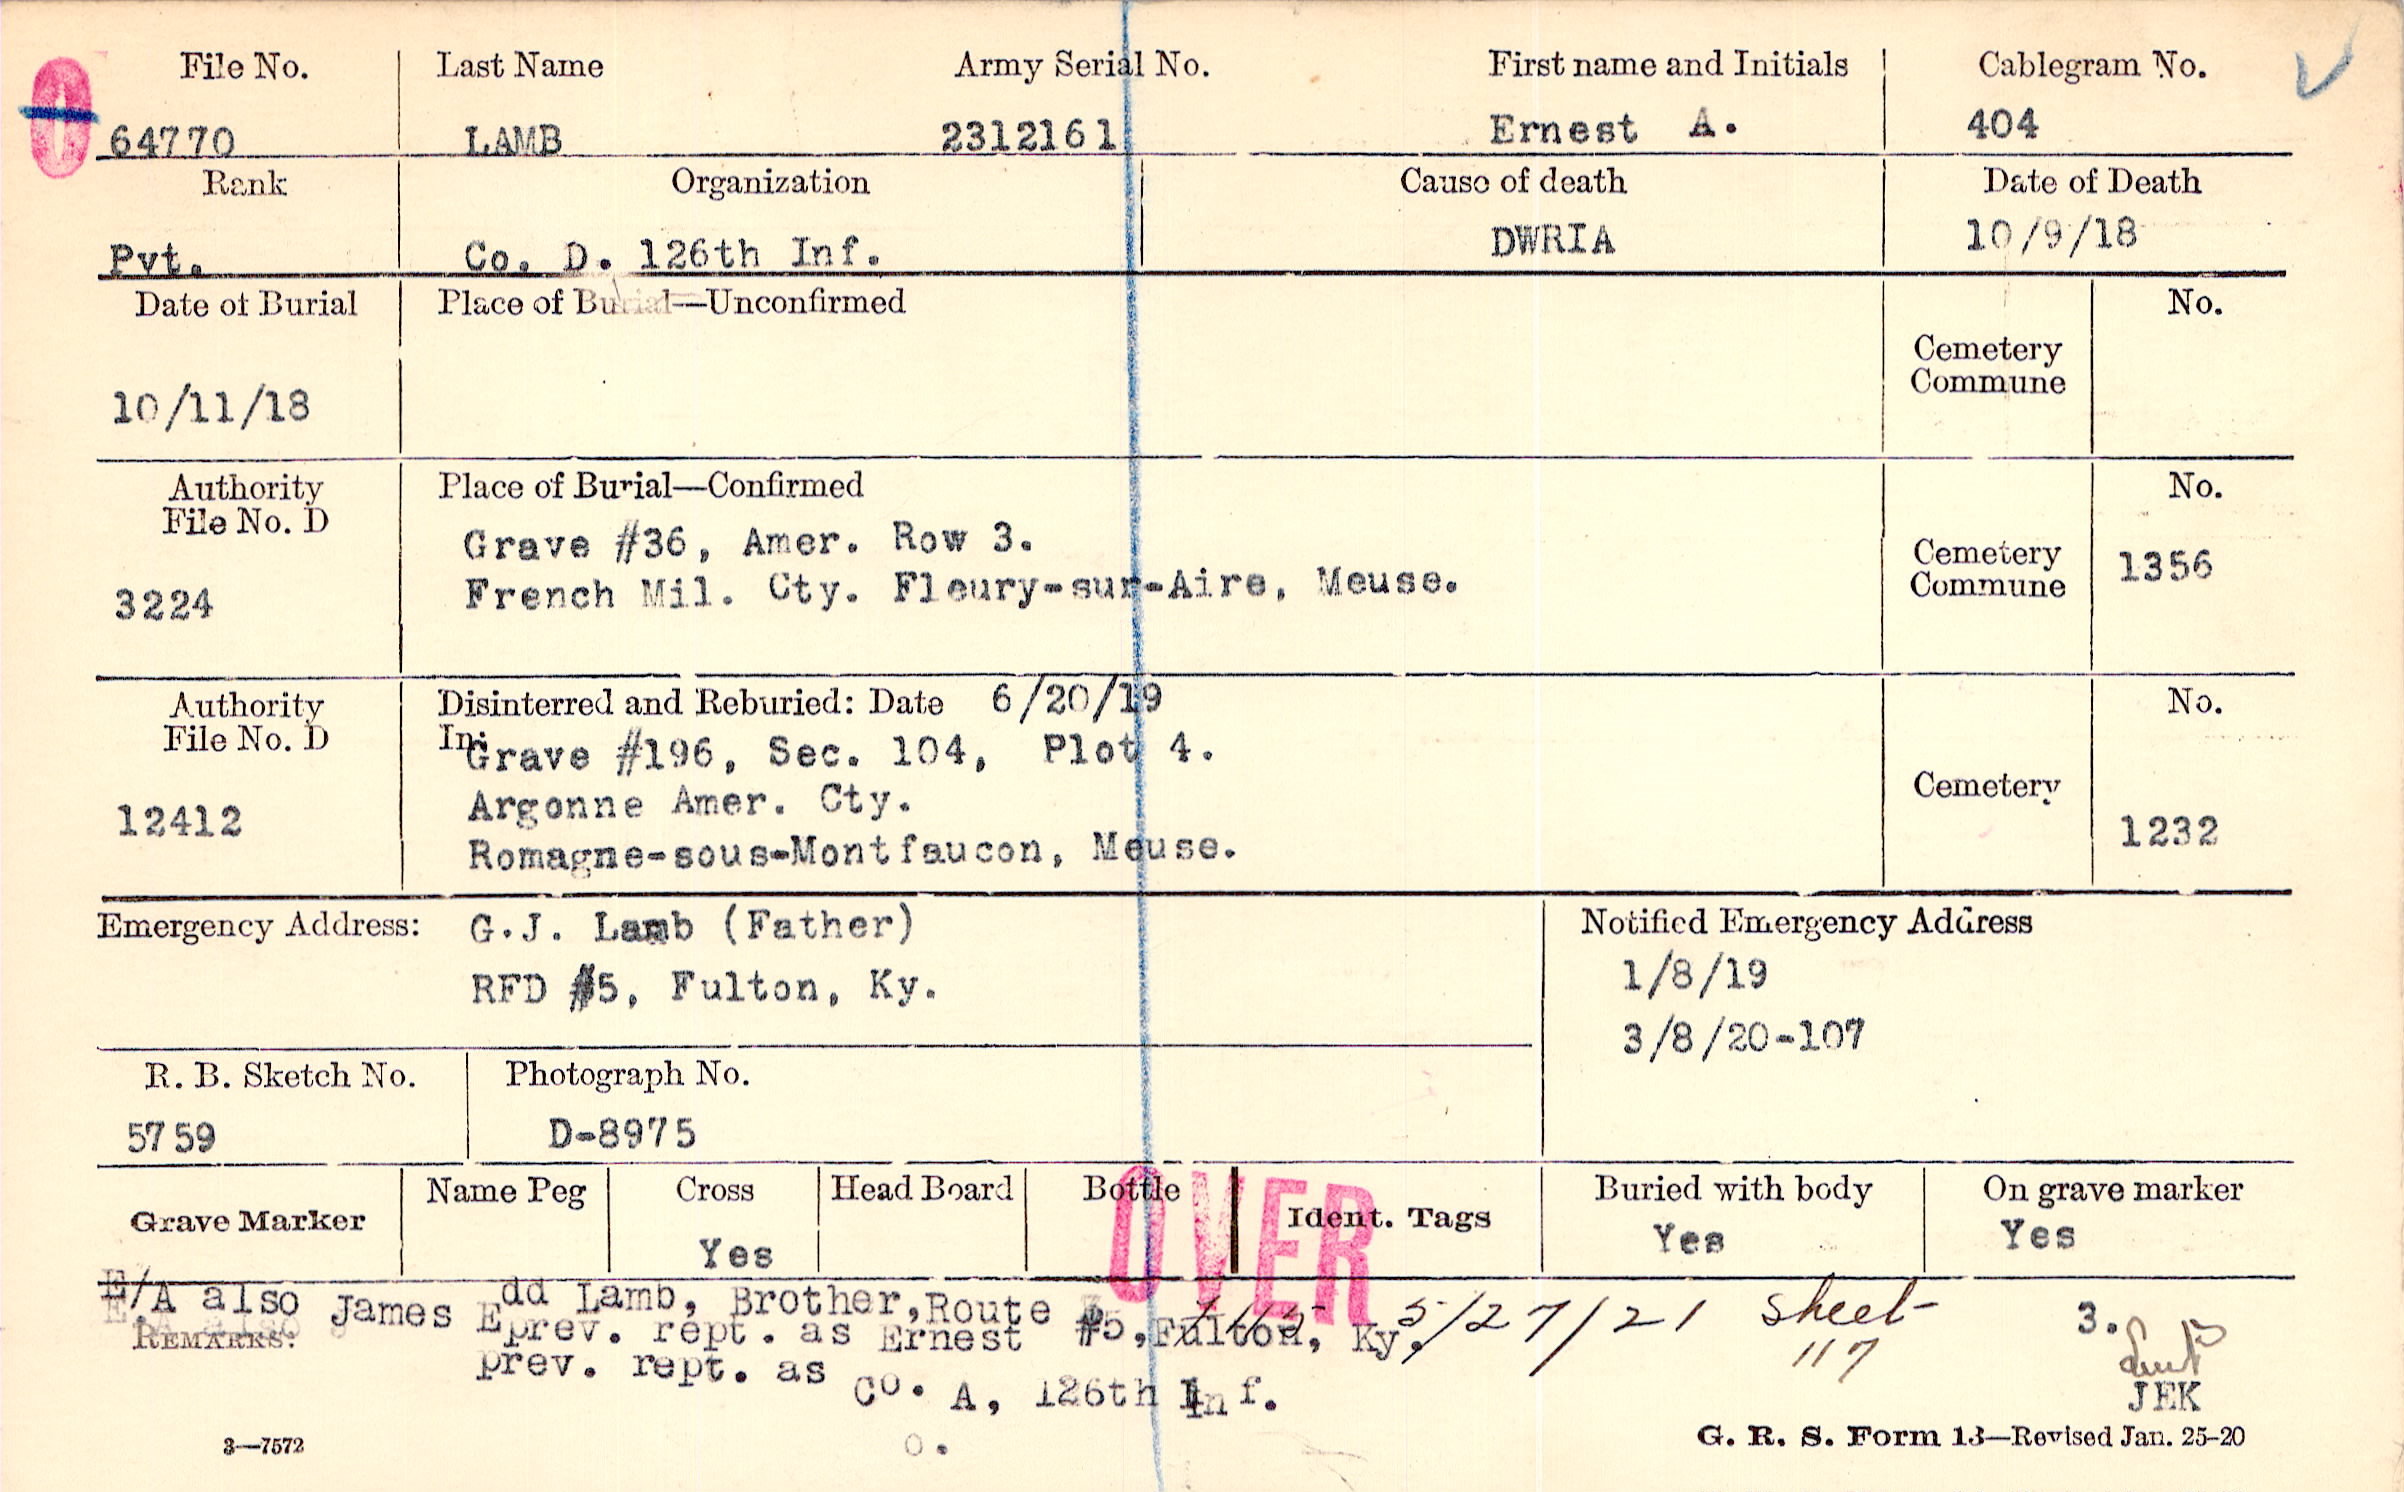 File No. Last Name Army Serial No. First name and Initials Cablegram No.
64770 LAMB 2312161 Ernest A. 404
Rank Organization Cause of death Date of Death
Pvt. Co. D. 126th Inf. DWRIA 10/9/18
Date of Burial Place of Burial—Unconfirmed No.
Cemetery
Commune
10/11/18
Authority Place of Burial—Confirmed No.
File No. D
Grave #36, Amer. Row 3.
Cemetery
Commune 1356
3224 French Mil. Cty. Fleury-sur-Aire, Meuse.
Authority Disinterred and Reburied: Date 6/20/19 No.
File No. D In:
Grave #196, Sec. 104, Plot 4.
Cemetery
12412 Argonne Amer. Cty.
Romagne-sous-Montfaucon, Meuse. 1232
Emergency Address: G.J. Lamb (Father) Notified Emergency Address
RFD #5, Fulton, Ky. 1/8/19
3/8/20-107
R. B. Sketch No. Photograph No.
5759 D-8975
Grave Marker Name Peg Cross Head Board Bottle Ident. Tags Buried with body On grave marker
Yes Yes Yes
OVER
E/A also James Edd Lamb, Brother, Route #5, Fulton, Ky. 5/27/21 Sheet 3.
REMARKS: prev. rept. as Ernest 117
prev. rept. as Co. A, 126th Inf. JEK
o.
3—7572 G. R. S. Form 13—Revised Jan. 25-20